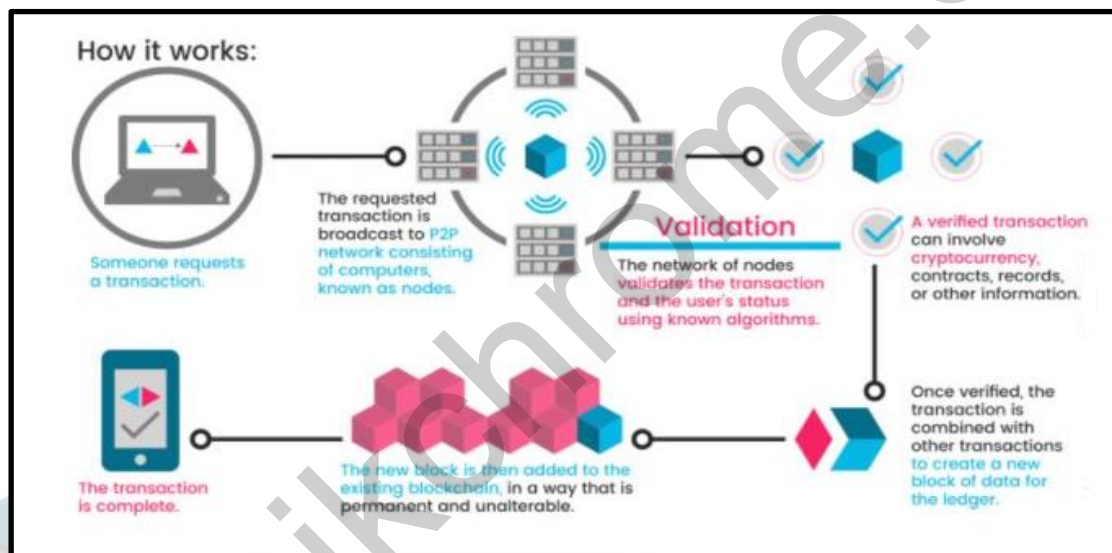 How it works:
Someone requests
a transaction.
The requested
transaction is
broadcast to P2P
network consisting
of computers,
known as nodes.
Validation
The network of nodes
validates the transaction
and the user's status
using known algorithms.
A verified transaction
can involve
cryptocurrency,
contracts, records,
or other information.
Once verified, the
transaction is
combined with
other transactions
to create a new
block of data for
the ledger.
The new block is then added to the
existing blockchain, in a way that is
permanent and unalterable.
The transaction
is complete.